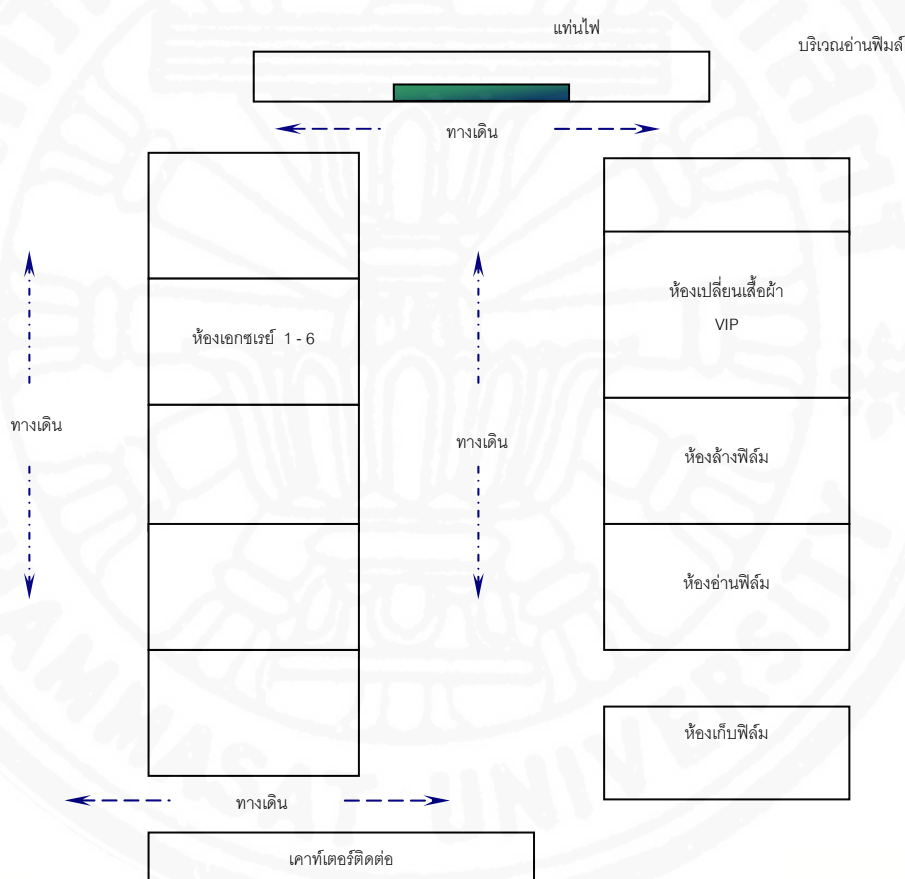 แท่นไฟ
บริเวณอ่านฟิมล์
ทางเดิน
ห้องเปลี่ยนเสื้อผ้า
VIP
ห้องเอกซเรย์ 1 - 6
ทางเดิน
ทางเดิน
ห้องล้างฟิล์ม
ห้องอ่านฟิล์ม
ห้องเก็บฟิล์ม
ทางเดิน
เคาท์เตอร์ติดต่อ
THAMMASAT UNIVERSITY